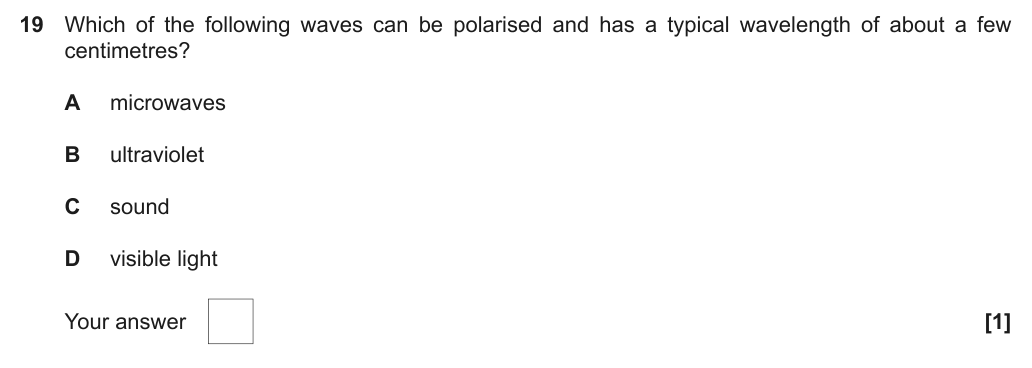 19 Which of the following waves can be polarised and has a typical wavelength of about a few
centimetres?
A microwaves
B ultraviolet
C sound
D visible light
Your answer [1]